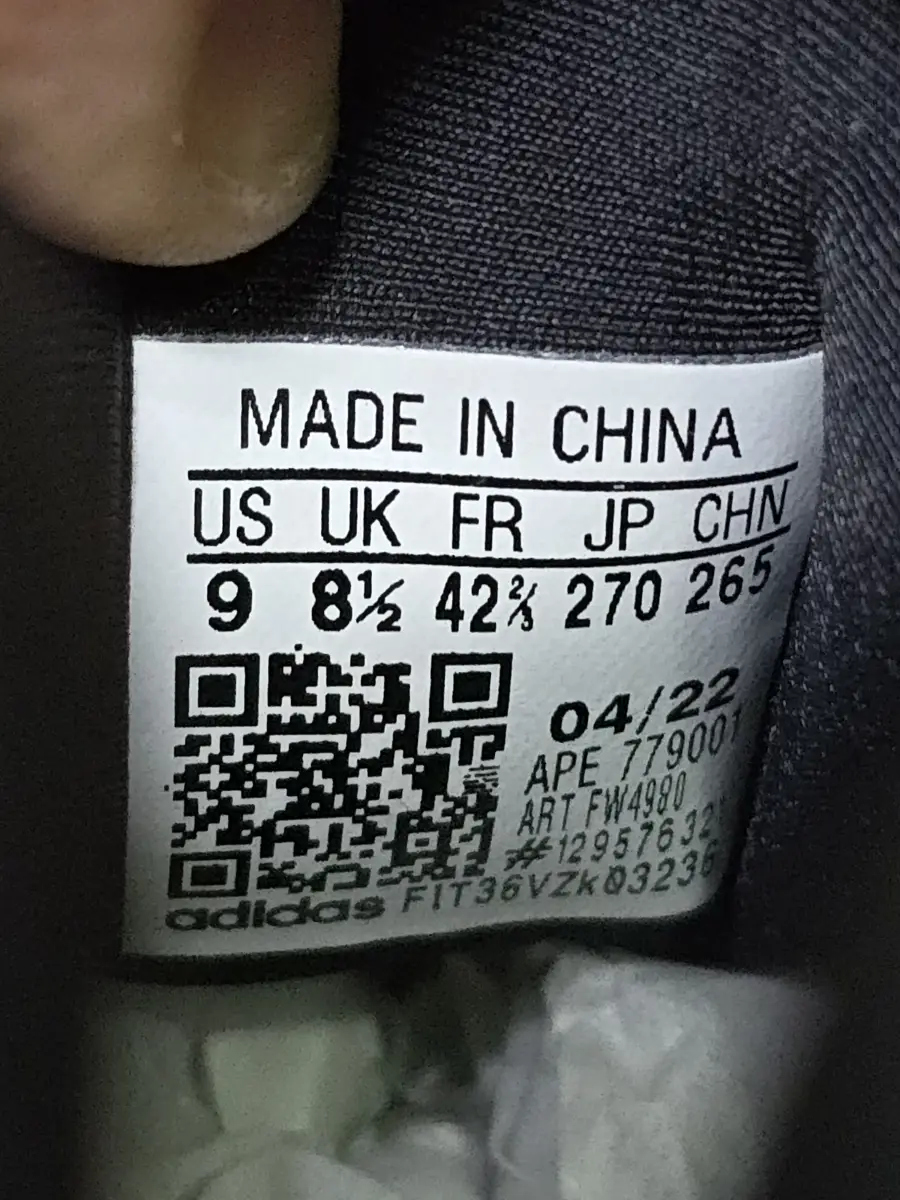 MADE IN CHINA
US UK FR JP CHN
9 8½ 42⅔ 270 265
04/22
APE 779001
ART FW4980
#12957632
adidas FIT36VZK03236